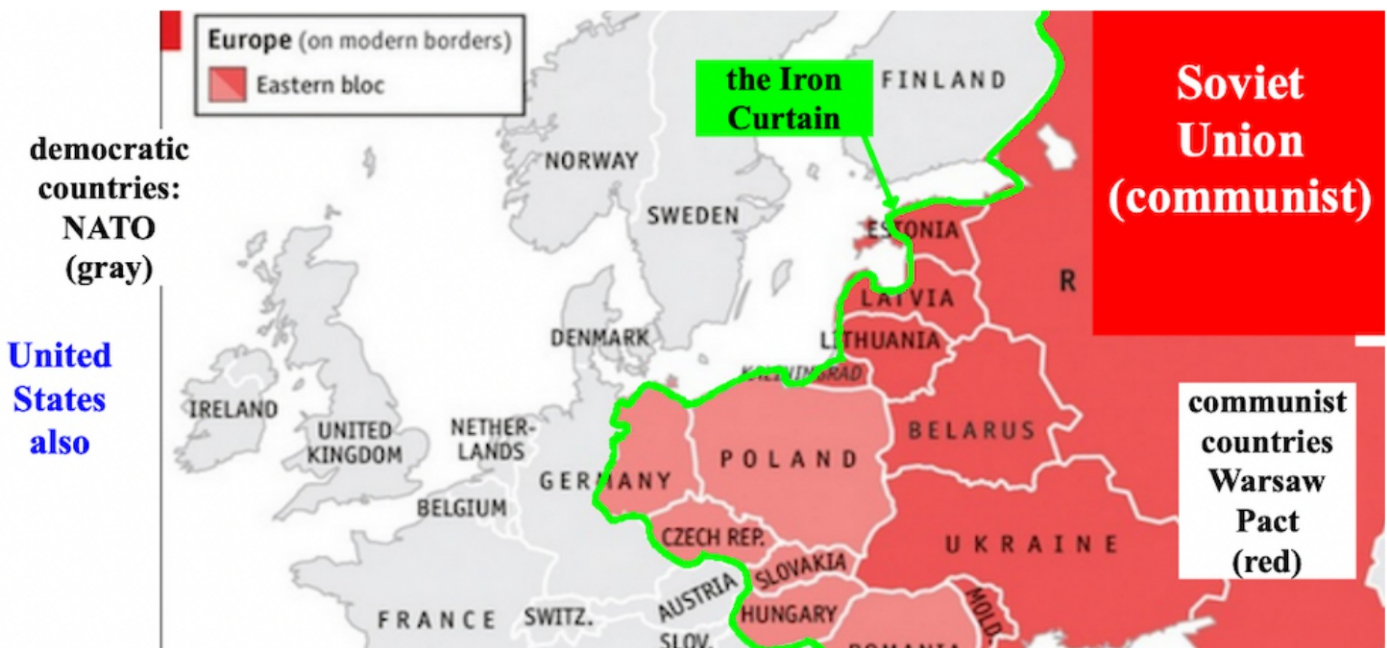 Europe (on modern borders)
Eastern bloc
democratic
countries:
NATO
(gray)
United
States
also
the Iron
Curtain
Soviet
Union
(communist)
communist
countries
Warsaw
Pact
(red)
FINLAND
NORWAY
SWEDEN
ESTONIA
R
LATVIA
DENMARK
LITHUANIA
KALININGRAD
IRELAND
UNITED
KINGDOM
NETHER-
LANDS
BELARUS
POLAND
GERMANY
BELGIUM
CZECH REP.
UKRAINE
SLOVAKIA
AUSTRIA
MOLD.
FRANCE
SWITZ.
HUNGARY
SLOV.
ROMANIA